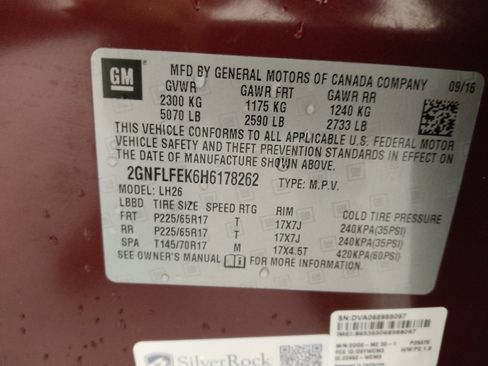 GM
MFD BY GENERAL MOTORS OF CANADA COMPANY
09/16
GVWR GAWR FRT GAWR RR
2300 KG 1175 KG 1240 KG
5070 LB 2590 LB 2733 LB
THIS VEHICLE CONFORMS TO ALL APPLICABLE U.S. FEDERAL MOTOR
VEHICLE SAFETY AND THEFT PREVENTION STANDARDS IN EFFECT ON
THE DATE OF MANUFACTURE SHOWN ABOVE.
2GNFLFEK6H6178262 TYPE: M.P.V.
MODEL: LH26
LBBD TIRE SIZE SPEED RTG RIM COLD TIRE PRESSURE
FRT P225/65R17 T 17X7J 240KPA(35PSI)
RR P225/65R17 T 17X7J 240KPA(35PSI)
SPA T145/70R17 M 17X4.5T 420KPA(60PSI)
SEE OWNER'S MANUAL FOR MORE INFORMATION
SilverRock